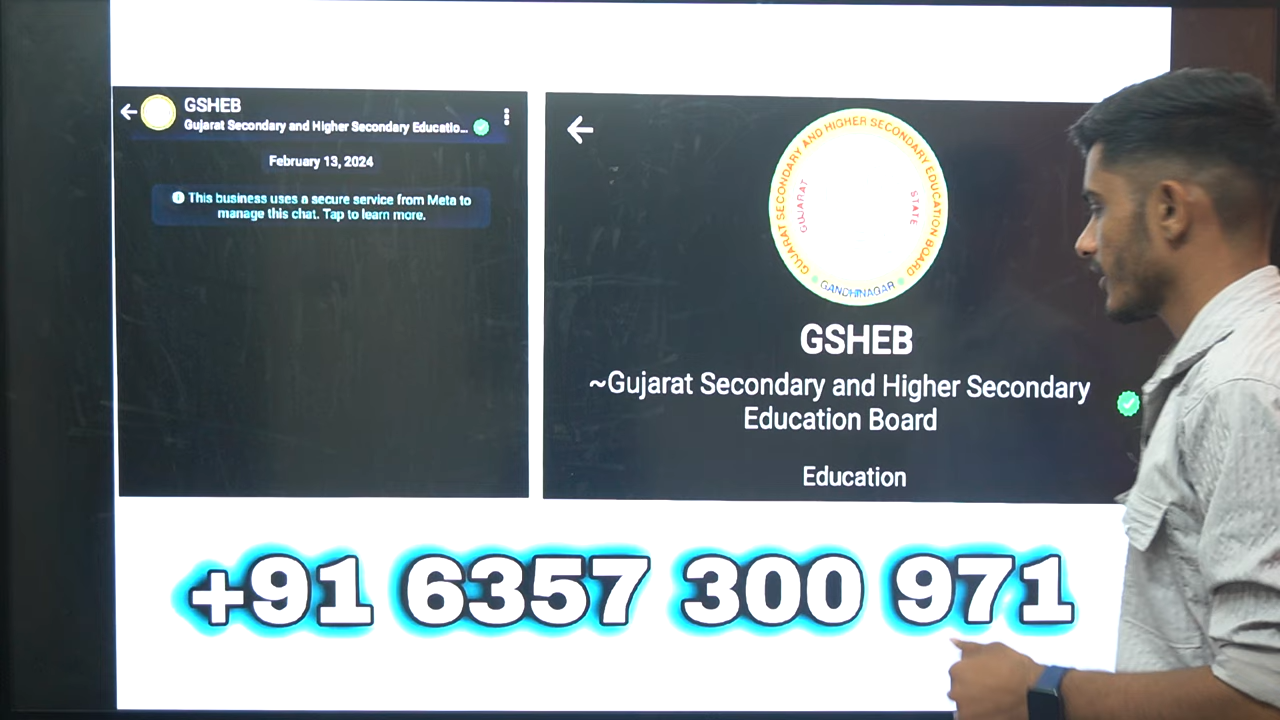 GSHEB
Gujarat Secondary and Higher Secondary Educatio...
February 13, 2024
This business uses a secure service from Meta to
manage this chat. Tap to learn more.
GUJARAT SECONDARY AND HIGHER SECONDARY EDUCATION BOARD
GUJARAT
STATE
GANDHINAGAR
GSHEB
~Gujarat Secondary and Higher Secondary
Education Board
Education
+91 6357 300 971